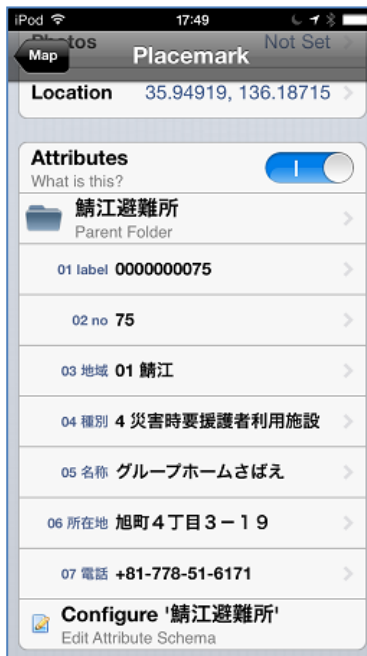 iPod 17:49
Photos Not Set
Map Placemark
Location 35.94919, 136.18715
Attributes
What is this?
鯖江避難所
Parent Folder
01 label 0000000075
02 no 75
03 地域 01 鯖江
04 種別 4 災害時要援護者利用施設
05 名称 グループホームさばえ
06 所在地 旭町4丁目3－19
07 電話 +81-778-51-6171
Configure '鯖江避難所'
Edit Attribute Schema